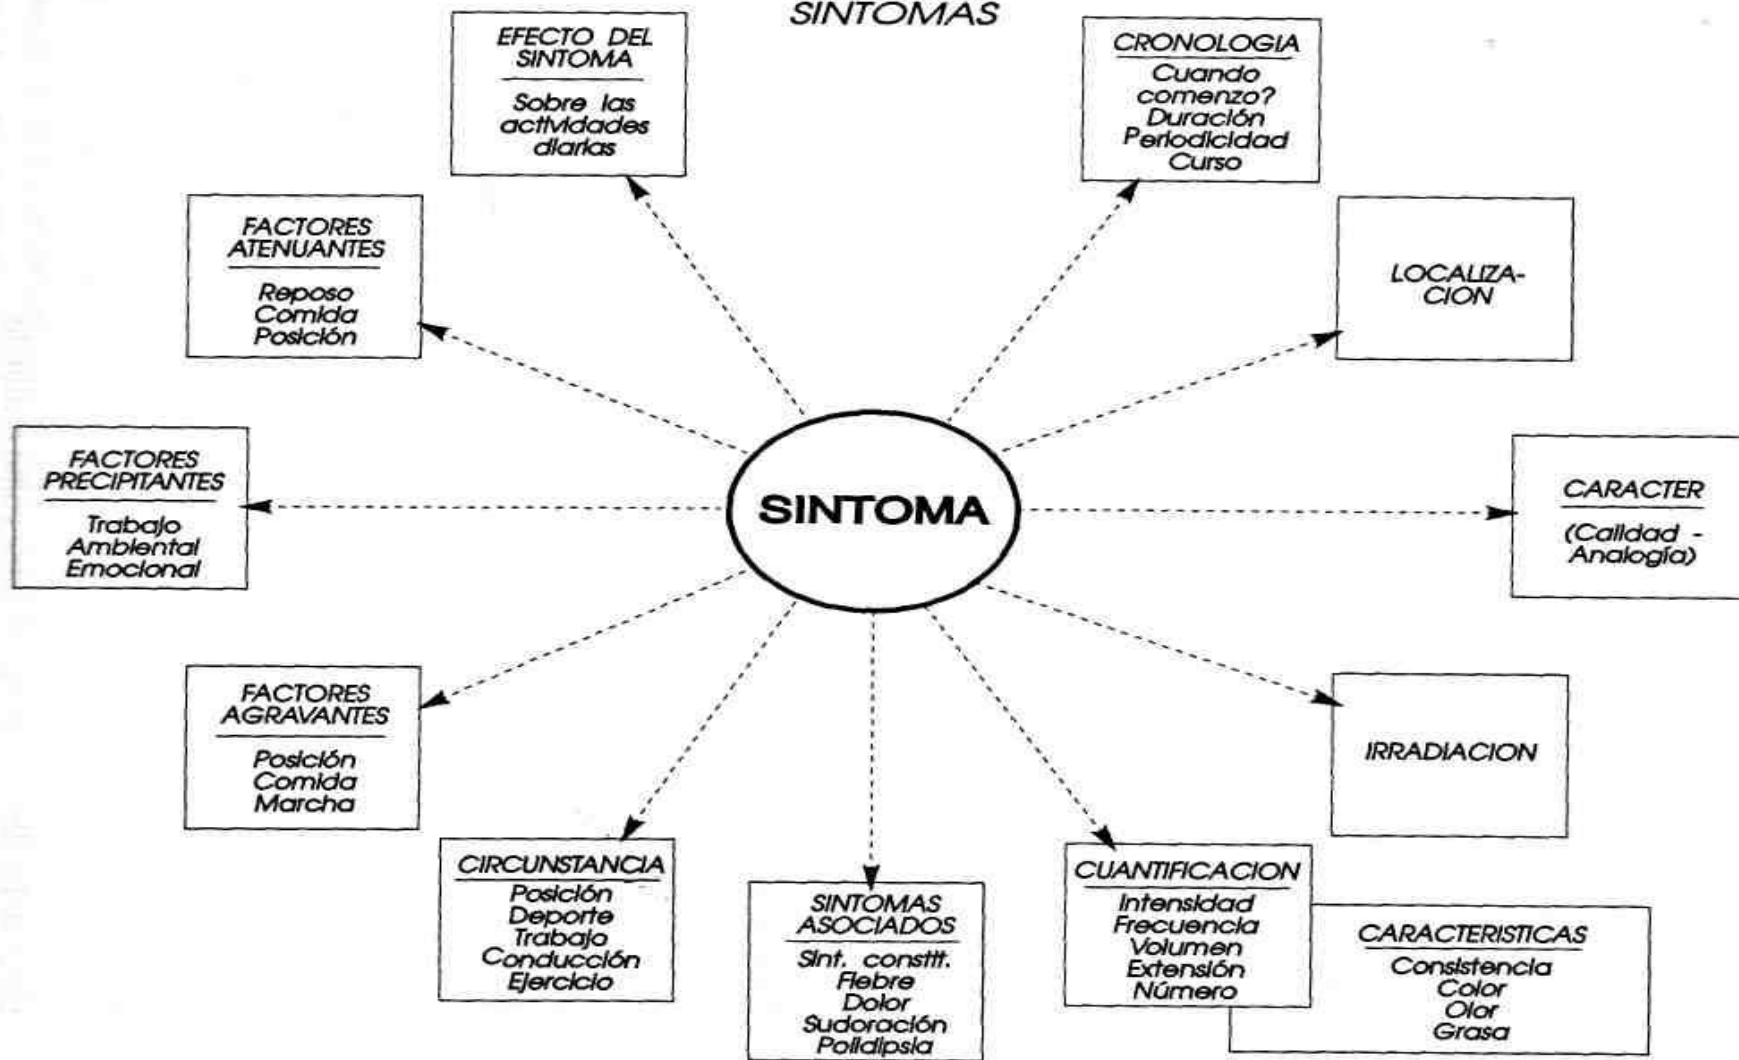 SINTOMAS
EFECTO DEL
SINTOMA
Sobre las
actividades
diarias
CRONOLOGIA
Cuando
comenzo?
Duración
Periodicidad
Curso
FACTORES
ATENUANTES
Reposo
Comida
Posición
LOCALIZA-
CION
FACTORES
PRECIPITANTES
Trabajo
Ambiental
Emocional
SINTOMA
CARACTER
(Calidad -
Analogía)
FACTORES
AGRAVANTES
Posición
Comida
Marcha
IRRADIACION
CIRCUNSTANCIA
Posición
Deporte
Trabajo
Conducción
Ejercicio
SINTOMAS
ASOCIADOS
Sint. constit.
Fiebre
Dolor
Sudoración
Polidipsia
CUANTIFICACION
Intensidad
Frecuencia
Volumen
Extensión
Número
CARACTERISTICAS
Consistencia
Color
Olor
Grasa